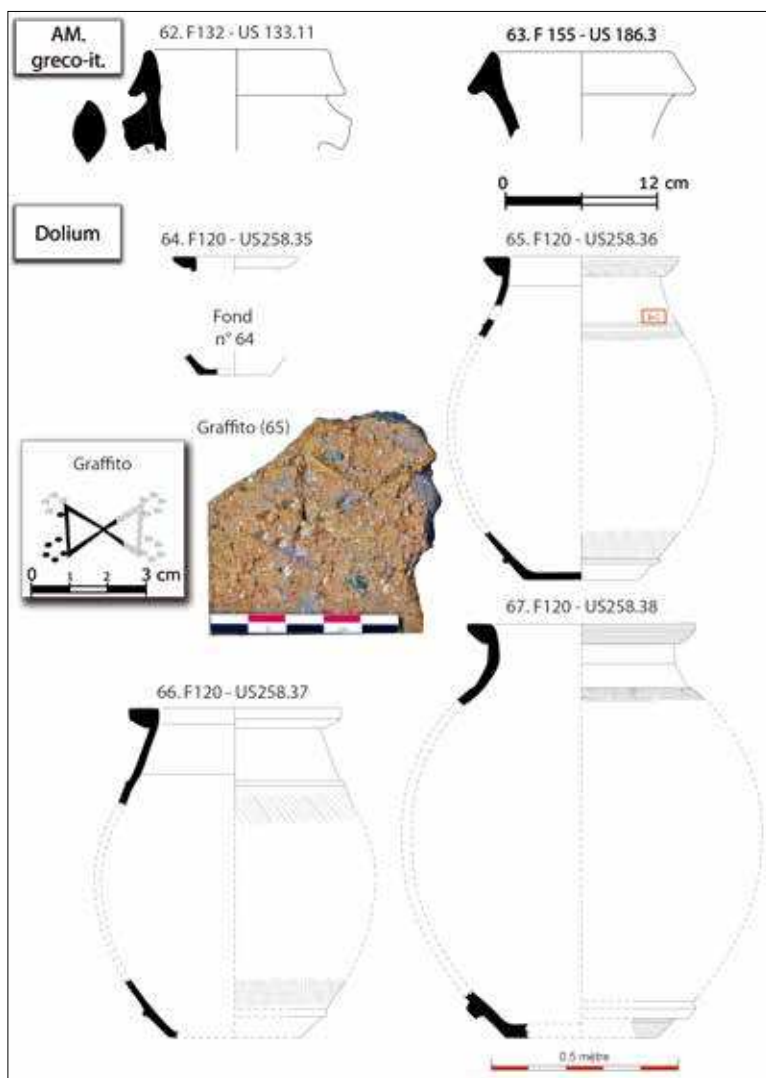 AM.
greco-it.
62. F132 - US 133.11
63. F 155 - US 186.3
0 12 cm
Dolium
64. F120 - US258.35
65. F120 - US258.36
Fond
n° 64
Graffito (65)
Graffito
0 1 2 3 cm
67. F120 - US258.38
66. F120 - US258.37
0.5 mètre